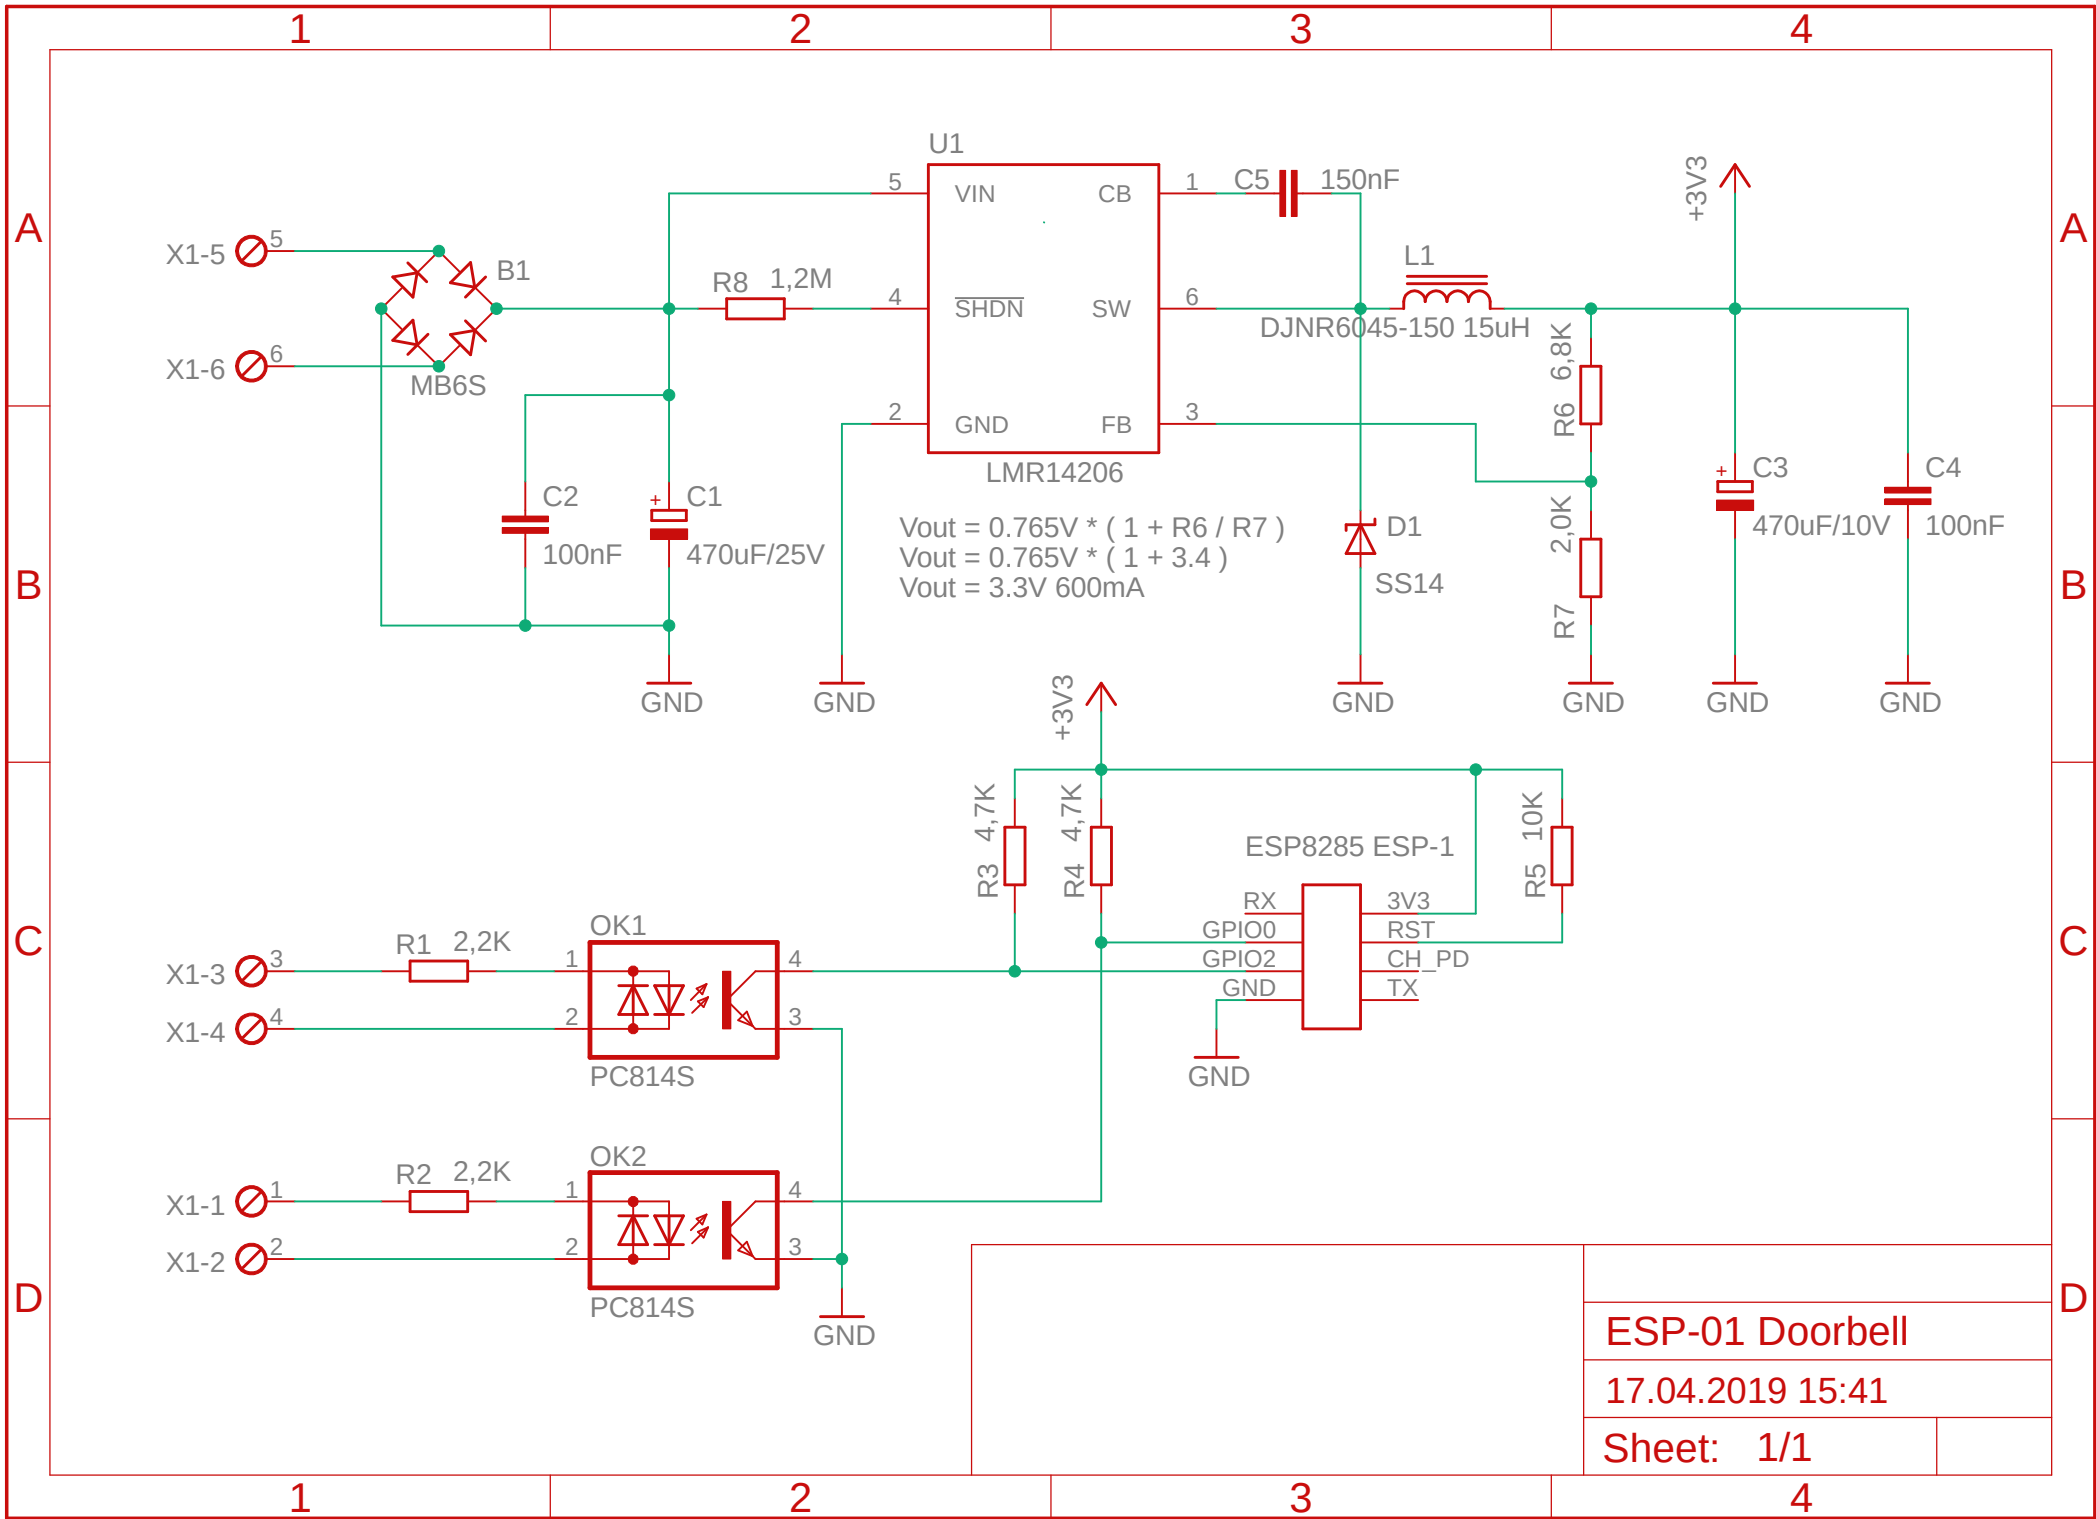 1 2 3 4
A A
B B
C C
D D
1 2 3 4
X1-5 5
X1-6 6
B1
MB6S
R8 1,2M
C2
100nF
C1
+
470uF/25V
GND
U1
5 VIN
4 SHDN
2 GND
CB 1
SW 6
FB 3
LMR14206
GND
Vout = 0.765V * ( 1 + R6 / R7 )
Vout = 0.765V * ( 1 + 3.4 )
Vout = 3.3V 600mA
C5 150nF
L1
DJNR6045-150 15uH
D1
SS14
GND
R6 6,8K
R7 2,0K
GND
+3V3
C3
+
470uF/10V
GND
C4
100nF
GND
+3V3
R3 4,7K
R4 4,7K
R5 10K
ESP8285 ESP-1
RX 3V3
GPIO0 RST
GPIO2 CH_PD
GND TX
GND
X1-3 3
X1-4 4
R1 2,2K
OK1
1 4
2 3
PC814S
X1-1 1
X1-2 2
R2 2,2K
OK2
1 4
2 3
PC814S
GND
ESP-01 Doorbell
17.04.2019 15:41
Sheet: 1/1